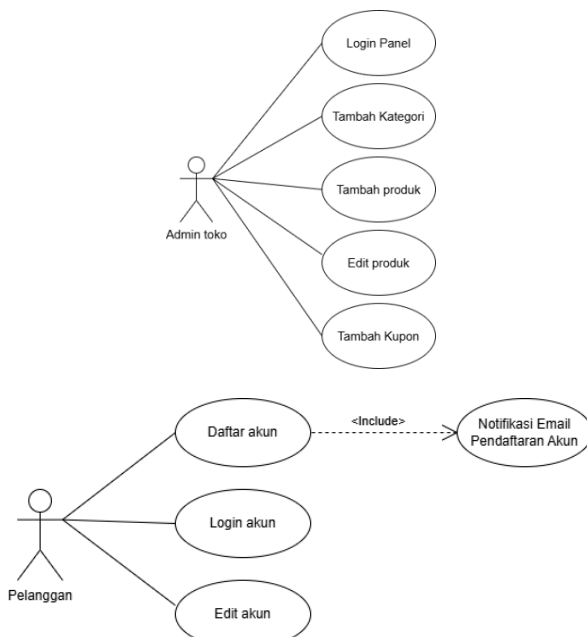 Login Panel
Tambah Kategori
Tambah produk
Admin toko
Edit produk
Tambah Kupon
Daftar akun
<Include>
Notifikasi Email
Pendaftaran Akun
Login akun
Pelanggan
Edit akun